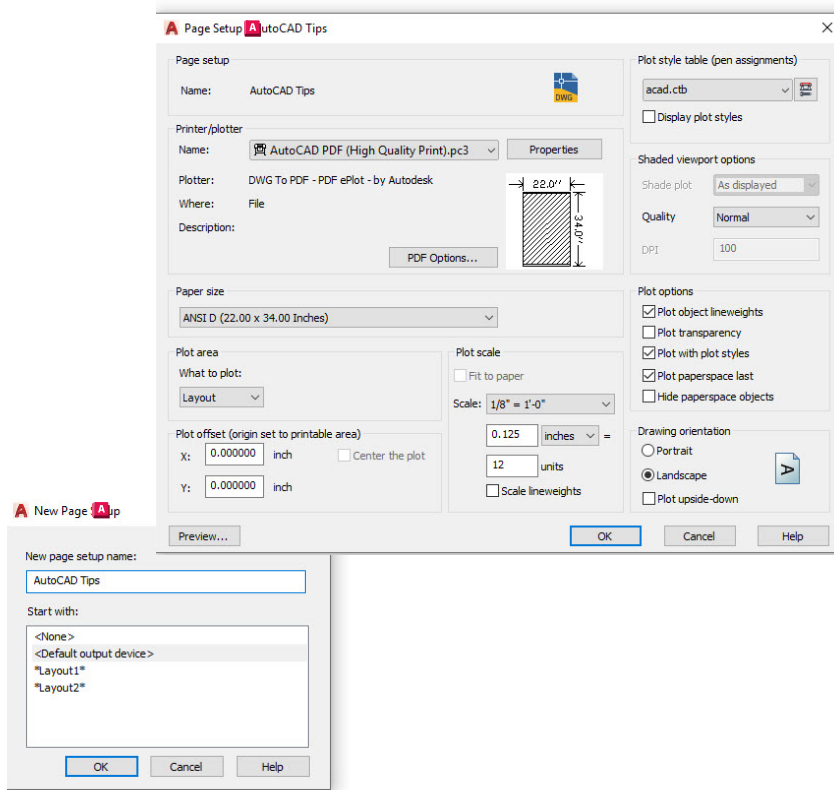 Page Setup - AutoCAD Tips
Page setup
Name: AutoCAD Tips
DWG
Printer/plotter
Name: AutoCAD PDF (High Quality Print).pc3 Properties
Plotter: DWG To PDF - PDF ePlot - by Autodesk
Where: File
Description:
22.0''
34.0''
PDF Options...
Paper size
ANSI D (22.00 x 34.00 Inches)
Plot area
What to plot:
Layout
Plot offset (origin set to printable area)
X: 0.000000 inch Center the plot
Y: 0.000000 inch
Plot scale
Fit to paper
Scale: 1/8" = 1'-0"
0.125 inches =
12 units
Scale lineweights
Plot style table (pen assignments)
acad.ctb
Display plot styles
Shaded viewport options
Shade plot As displayed
Quality Normal
DPI 100
Plot options
Plot object lineweights
Plot transparency
Plot with plot styles
Plot paperspace last
Hide paperspace objects
Drawing orientation
Portrait
Landscape
Plot upside-down
A
Preview... OK Cancel Help
New Page Setup
New page setup name:
AutoCAD Tips
Start with:
<None>
<Default output device>
*Layout1*
*Layout2*
OK Cancel Help